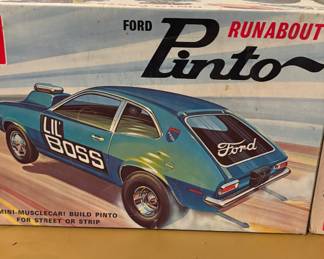 FORD
RUNABOUT
Pinto
LIL'
BOSS
Ford
MINI-MUSCLECAR! BUILD PINTO
FOR STREET OR STRIP